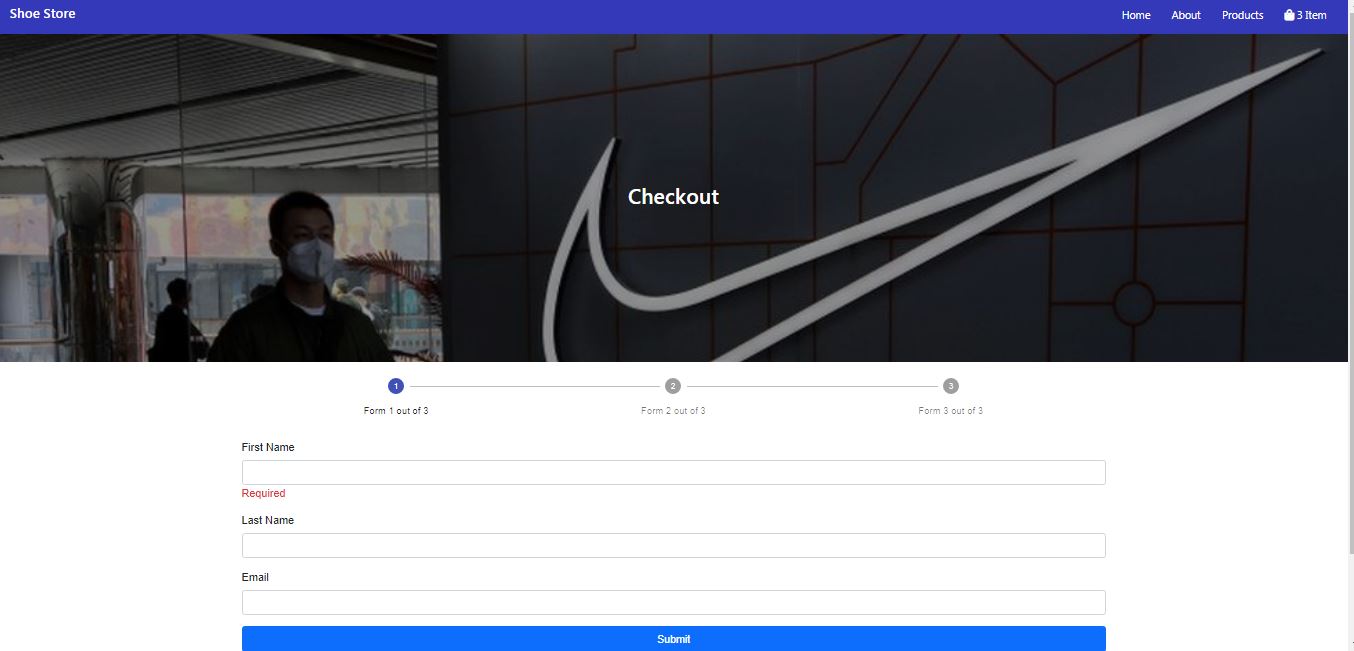 Shoe Store
Home About Products 3 Item
Checkout
1 2 3
Form 1 out of 3 Form 2 out of 3 Form 3 out of 3
First Name
Required
Last Name
Email
Submit